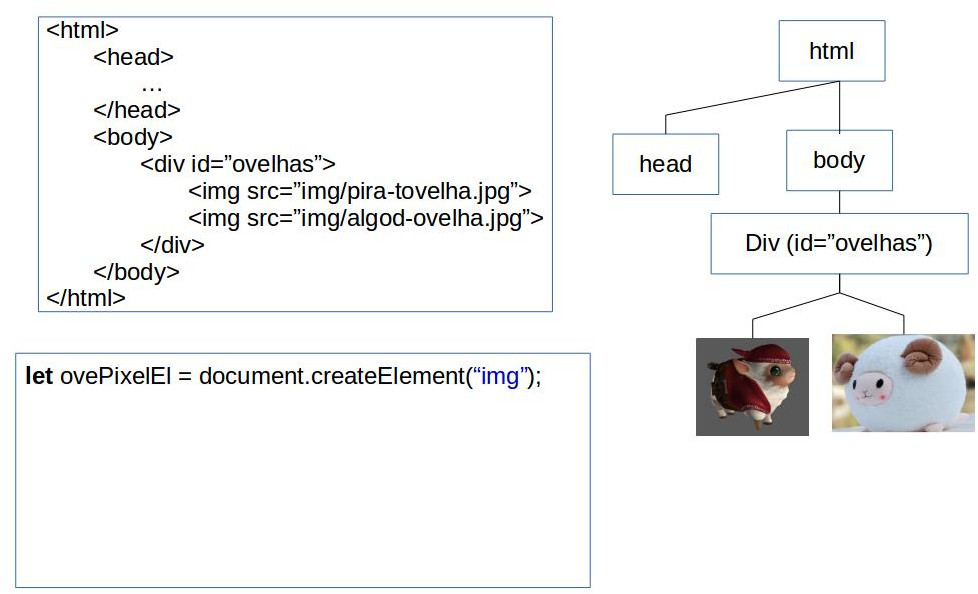 <html>
<head>
...
</head>
<body>
<div id=”ovelhas”>
<img src=”img/pira-tovelha.jpg”>
<img src=”img/algod-ovelha.jpg”>
</div>
</body>
</html>
let ovePixelEl = document.createElement(“img”);
html
head
body
Div (id=”ovelhas”)